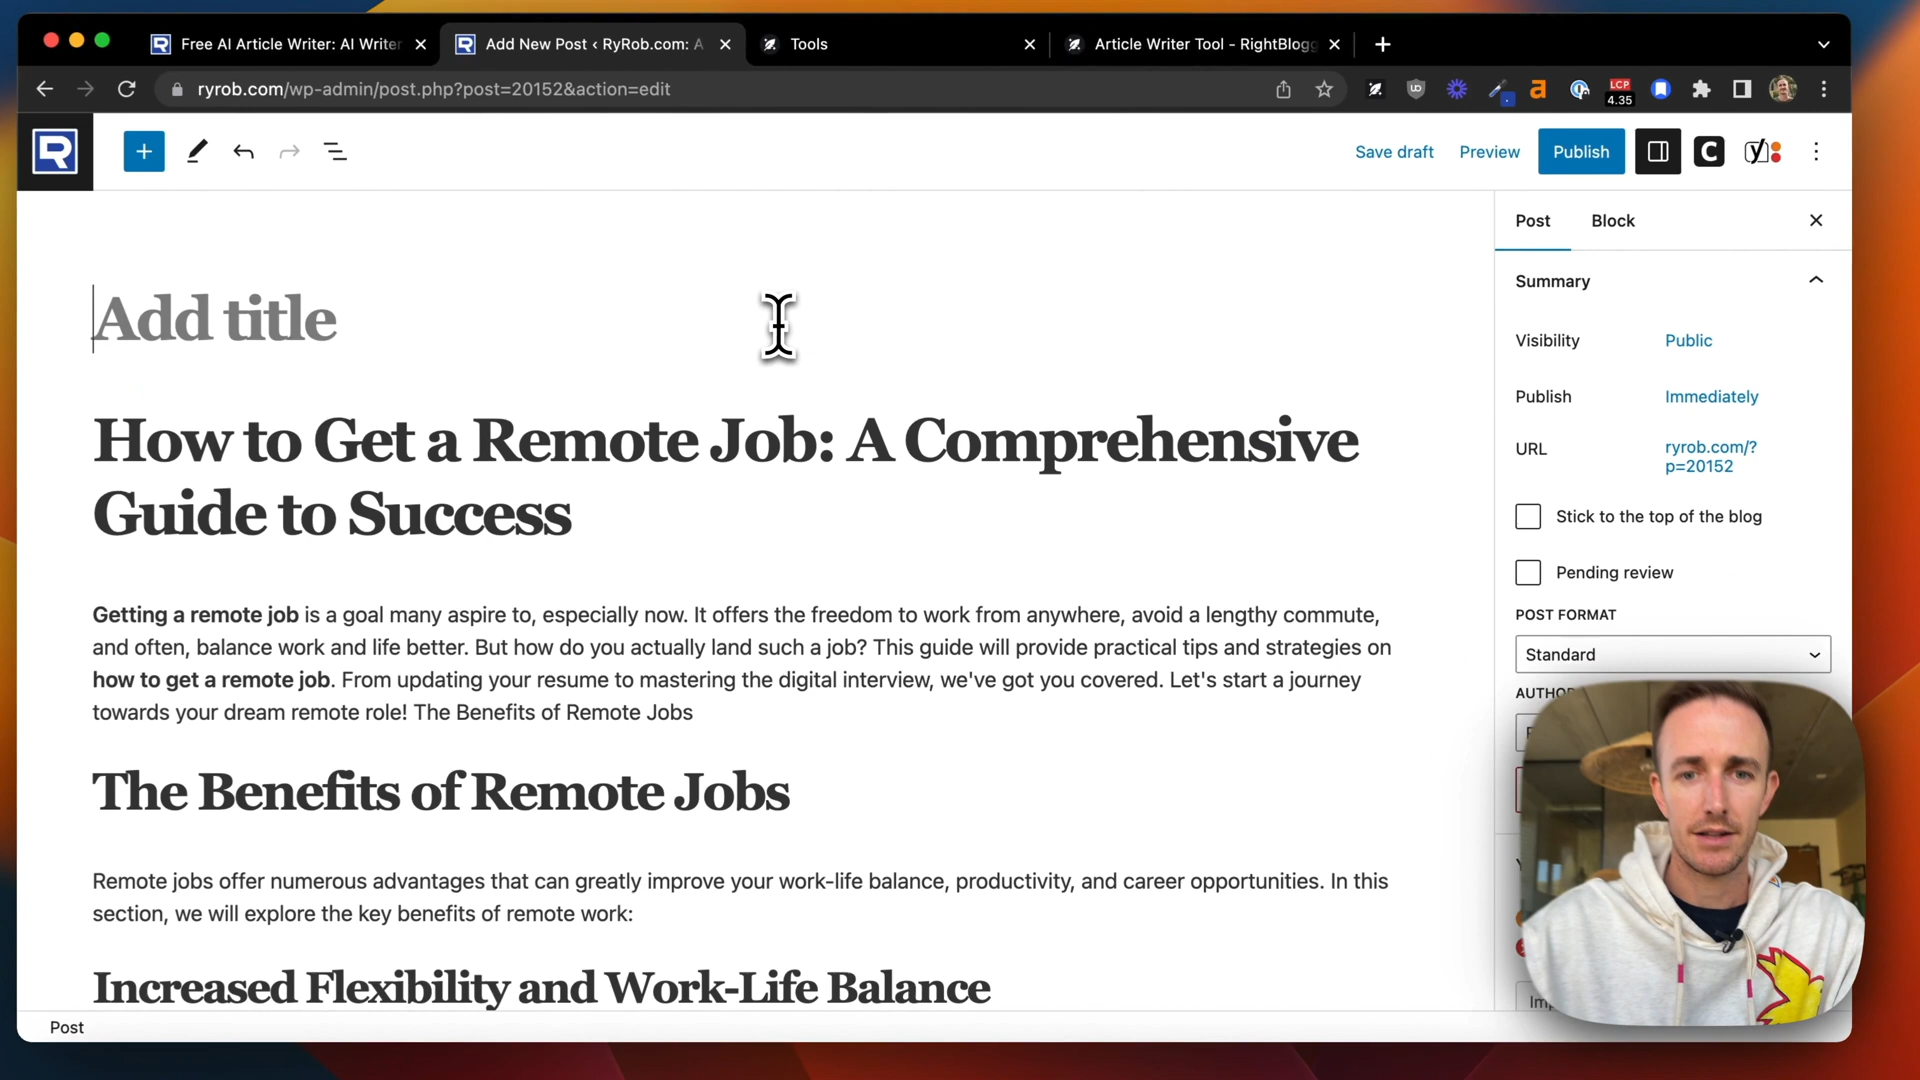 Free AI Article Writer: AI Writer
Add New Post ‹ RyRob.com: A
Tools
Article Writer Tool - RightBlogg
ryrob.com/wp-admin/post.php?post=20152&action=edit
LCP
4.35
Save draft
Preview
Publish
Post
Block
Add title
How to Get a Remote Job: A Comprehensive
Guide to Success
Getting a remote job is a goal many aspire to, especially now. It offers the freedom to work from anywhere, avoid a lengthy commute,
and often, balance work and life better. But how do you actually land such a job? This guide will provide practical tips and strategies on
how to get a remote job. From updating your resume to mastering the digital interview, we've got you covered. Let's start a journey
towards your dream remote role! The Benefits of Remote Jobs
The Benefits of Remote Jobs
Remote jobs offer numerous advantages that can greatly improve your work-life balance, productivity, and career opportunities. In this
section, we will explore the key benefits of remote work:
Increased Flexibility and Work-Life Balance
Summary
Visibility
Public
Publish
Immediately
URL
ryrob.com/?
p=20152
Stick to the top of the blog
Pending review
POST FORMAT
Standard
Post